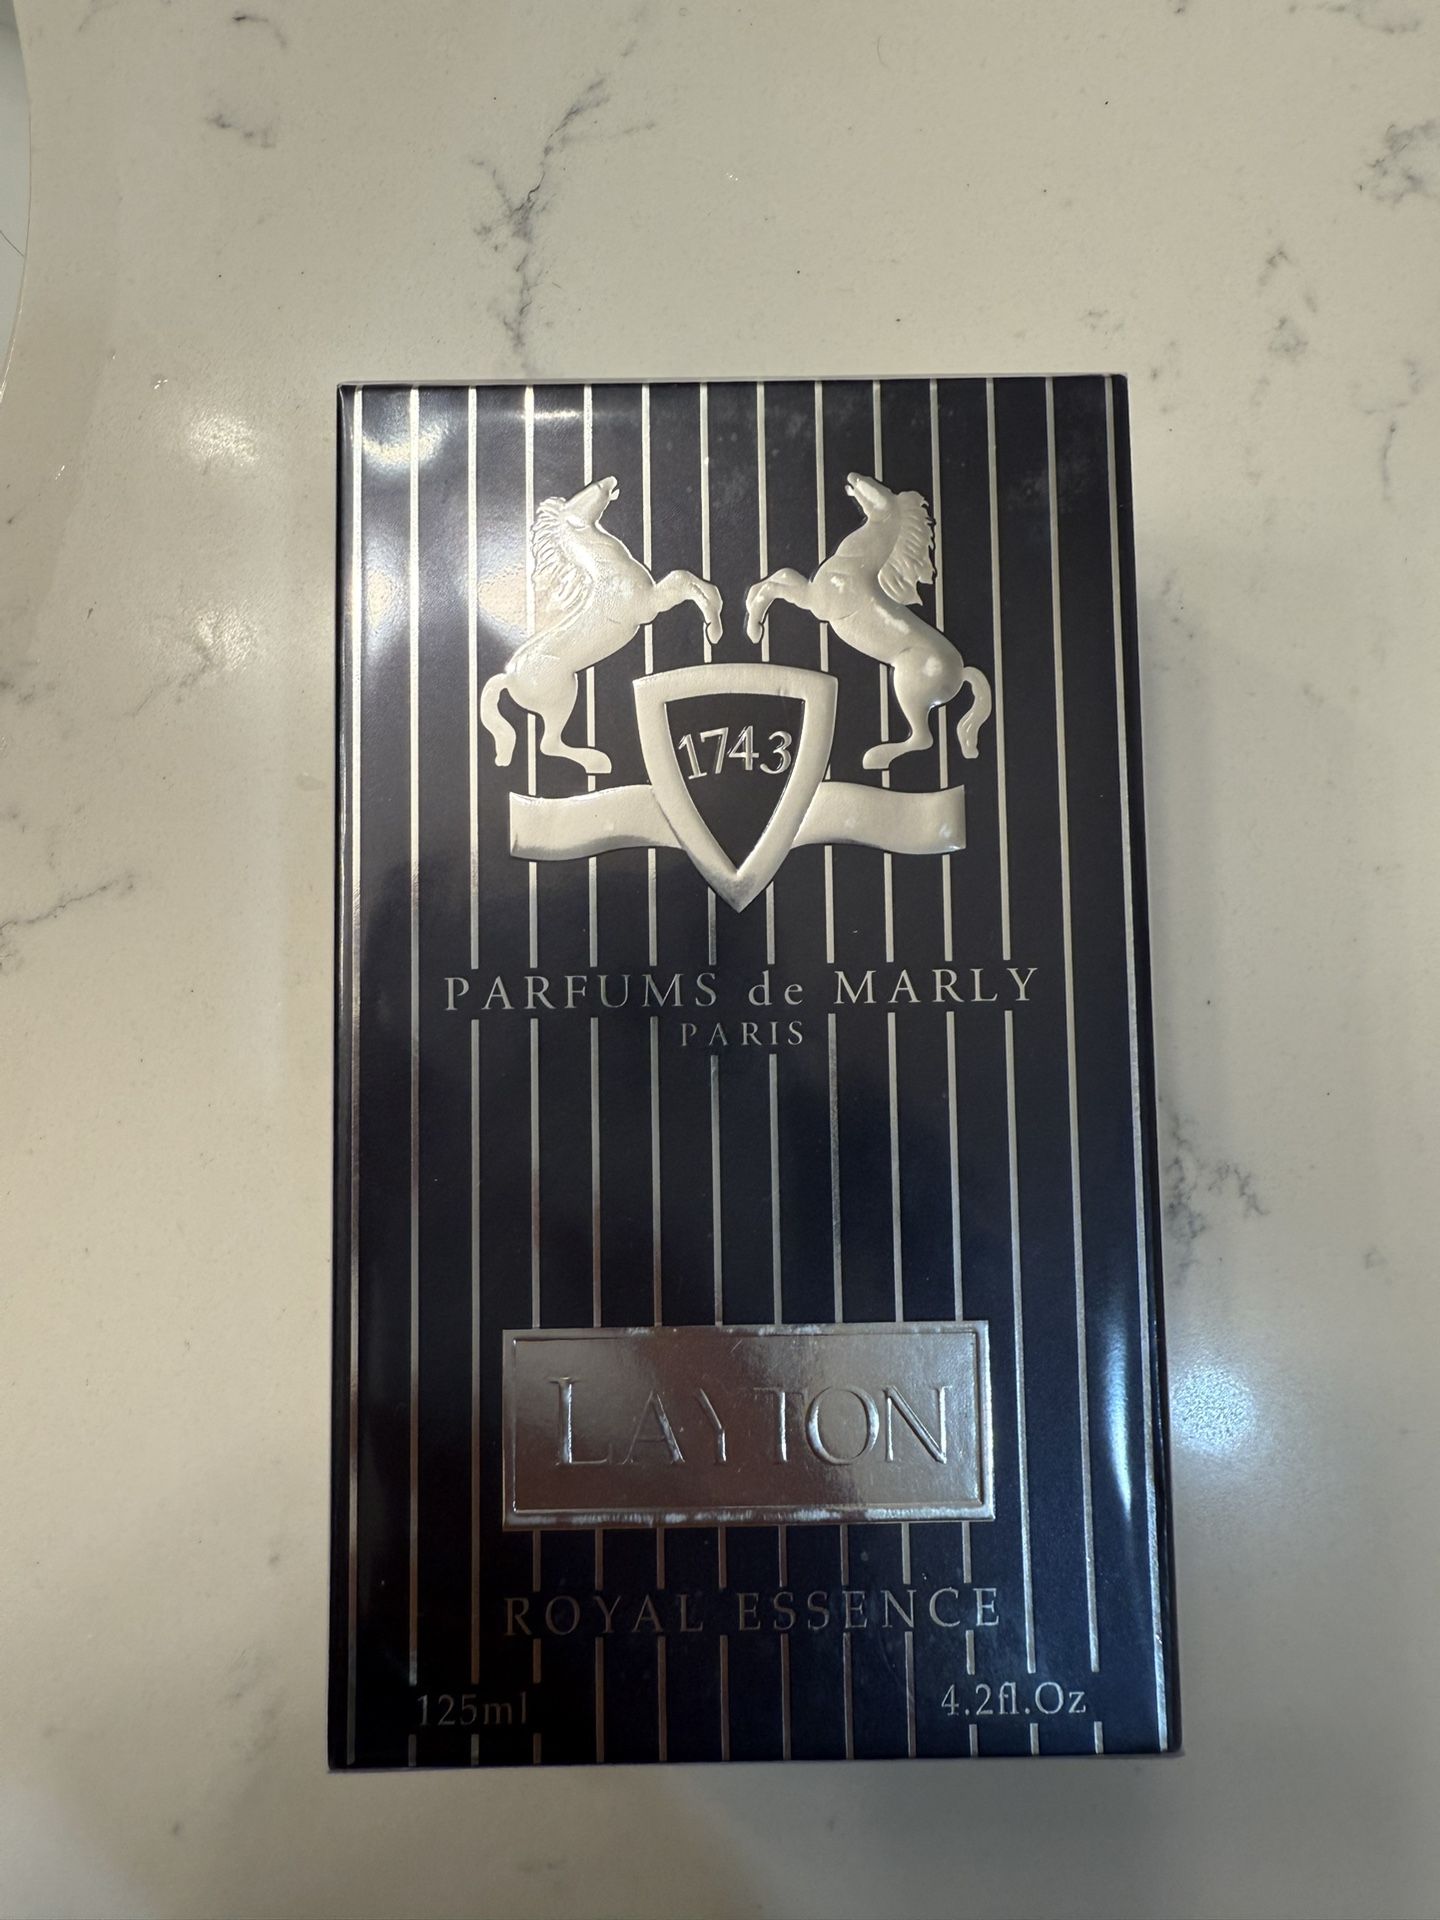 1743
PARFUMS de MARLY
PARIS
LAYTON
ROYAL ESSENCE
125ml 4.2fl.Oz